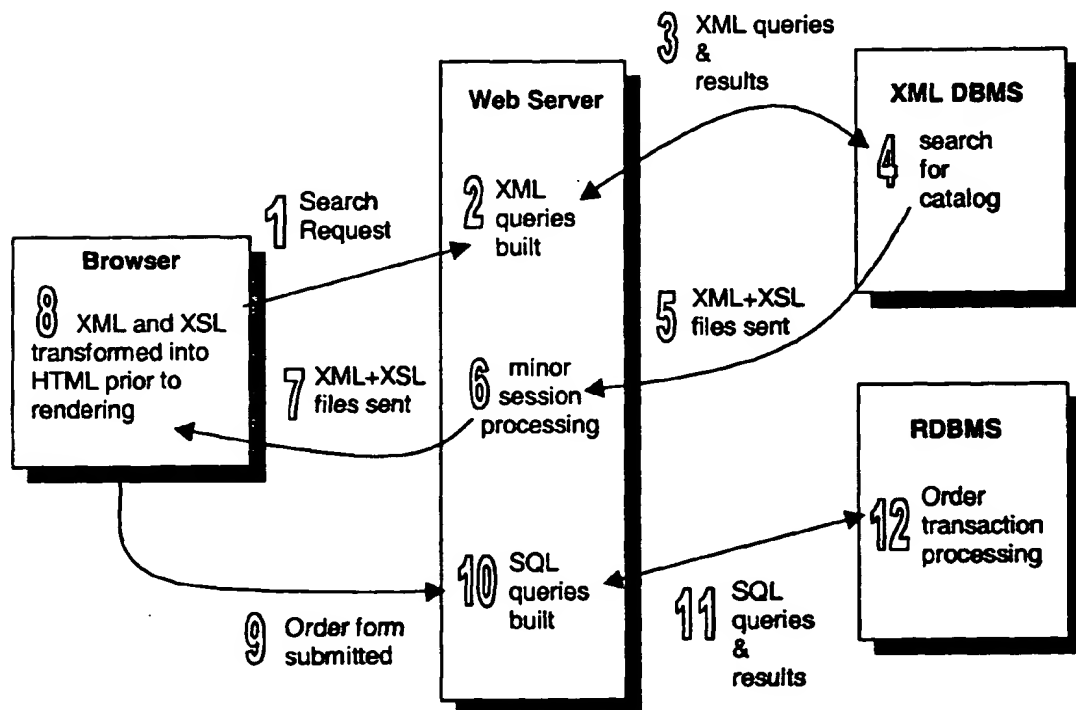 3 XML queries
&
results
Web Server
XML DBMS
4 search
for
catalog
1 Search
Request
2 XML
queries
built
Browser
8 XML and XSL
transformed into
HTML prior to
rendering
5 XML+XSL
files sent
7 XML+XSL
files sent
6 minor
session
processing
RDBMS
12 Order
transaction
processing
10 SQL
queries
built
9 Order form
submitted
11 SQL
queries
&
results